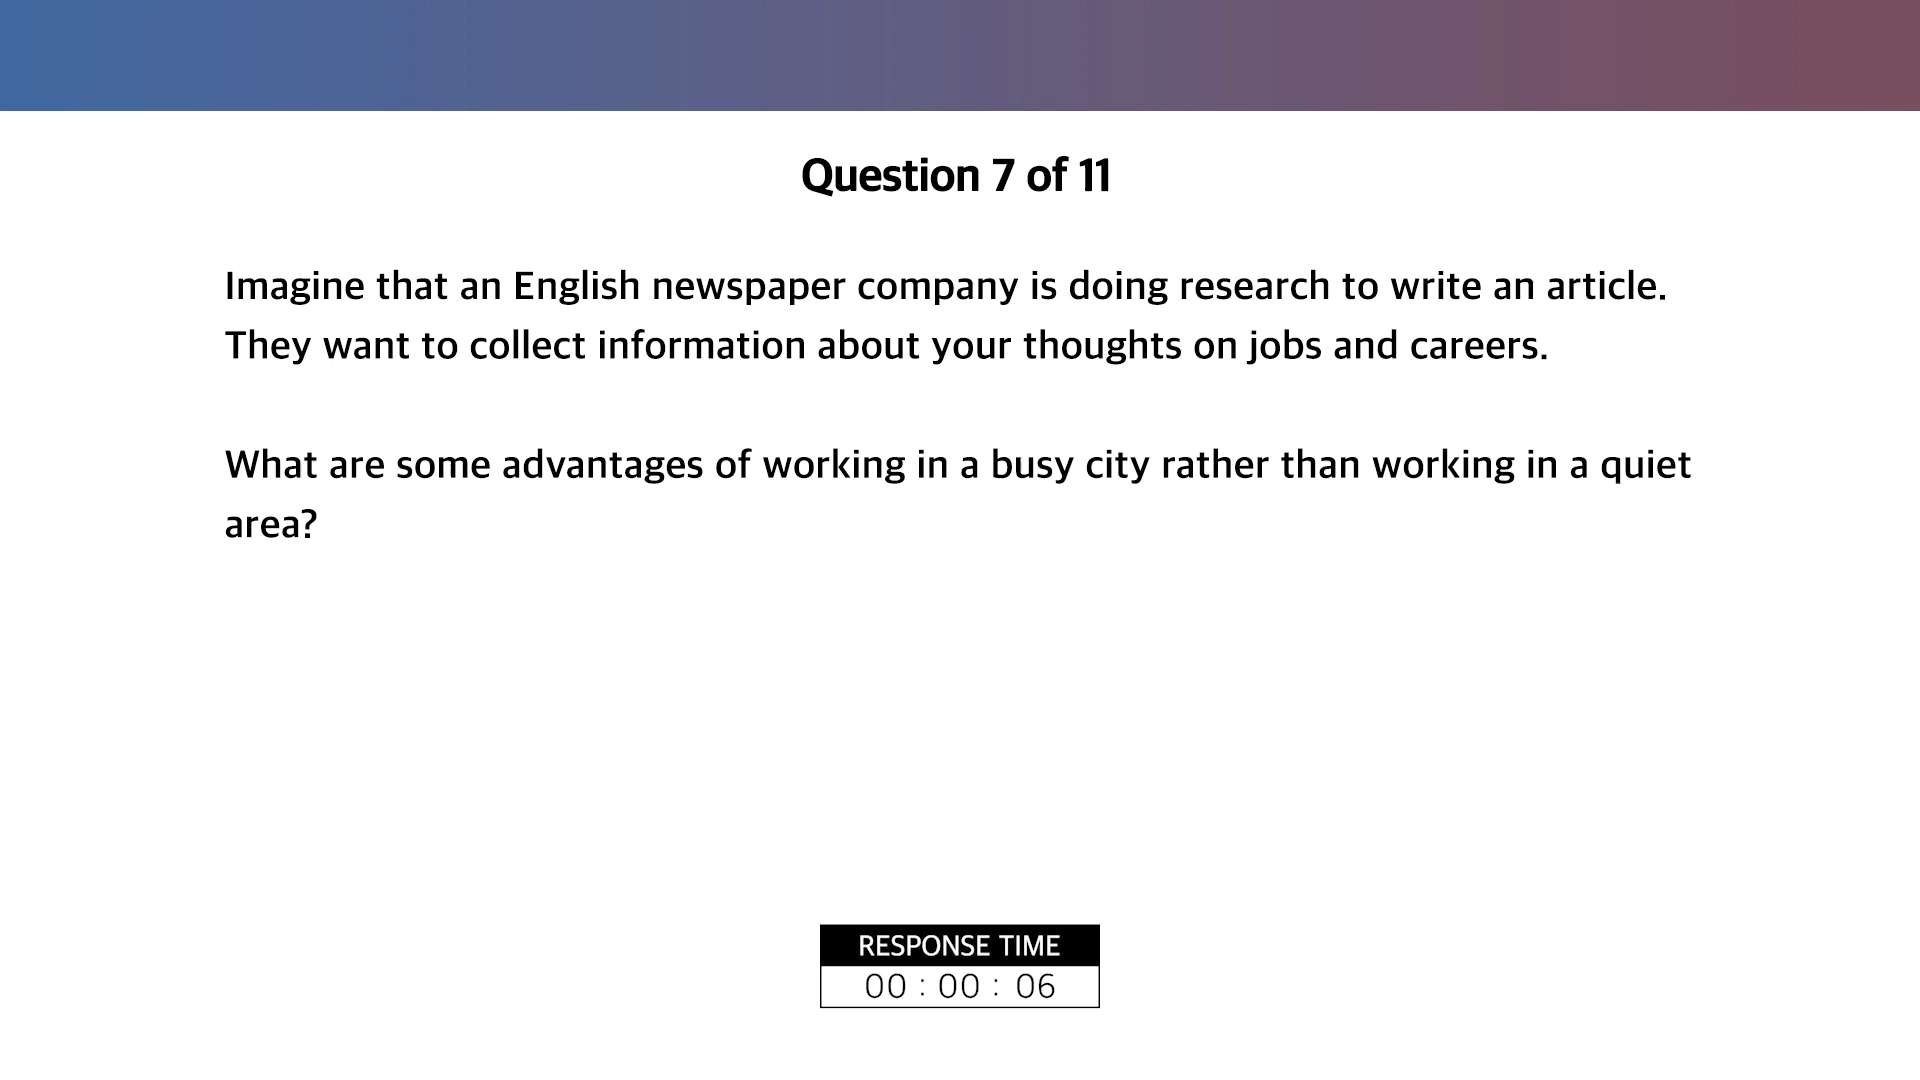 Question 7 of 11
Imagine that an English newspaper company is doing research to write an article.
They want to collect information about your thoughts on jobs and careers.
What are some advantages of working in a busy city rather than working in a quiet
area?
RESPONSE TIME
00 : 00 : 06